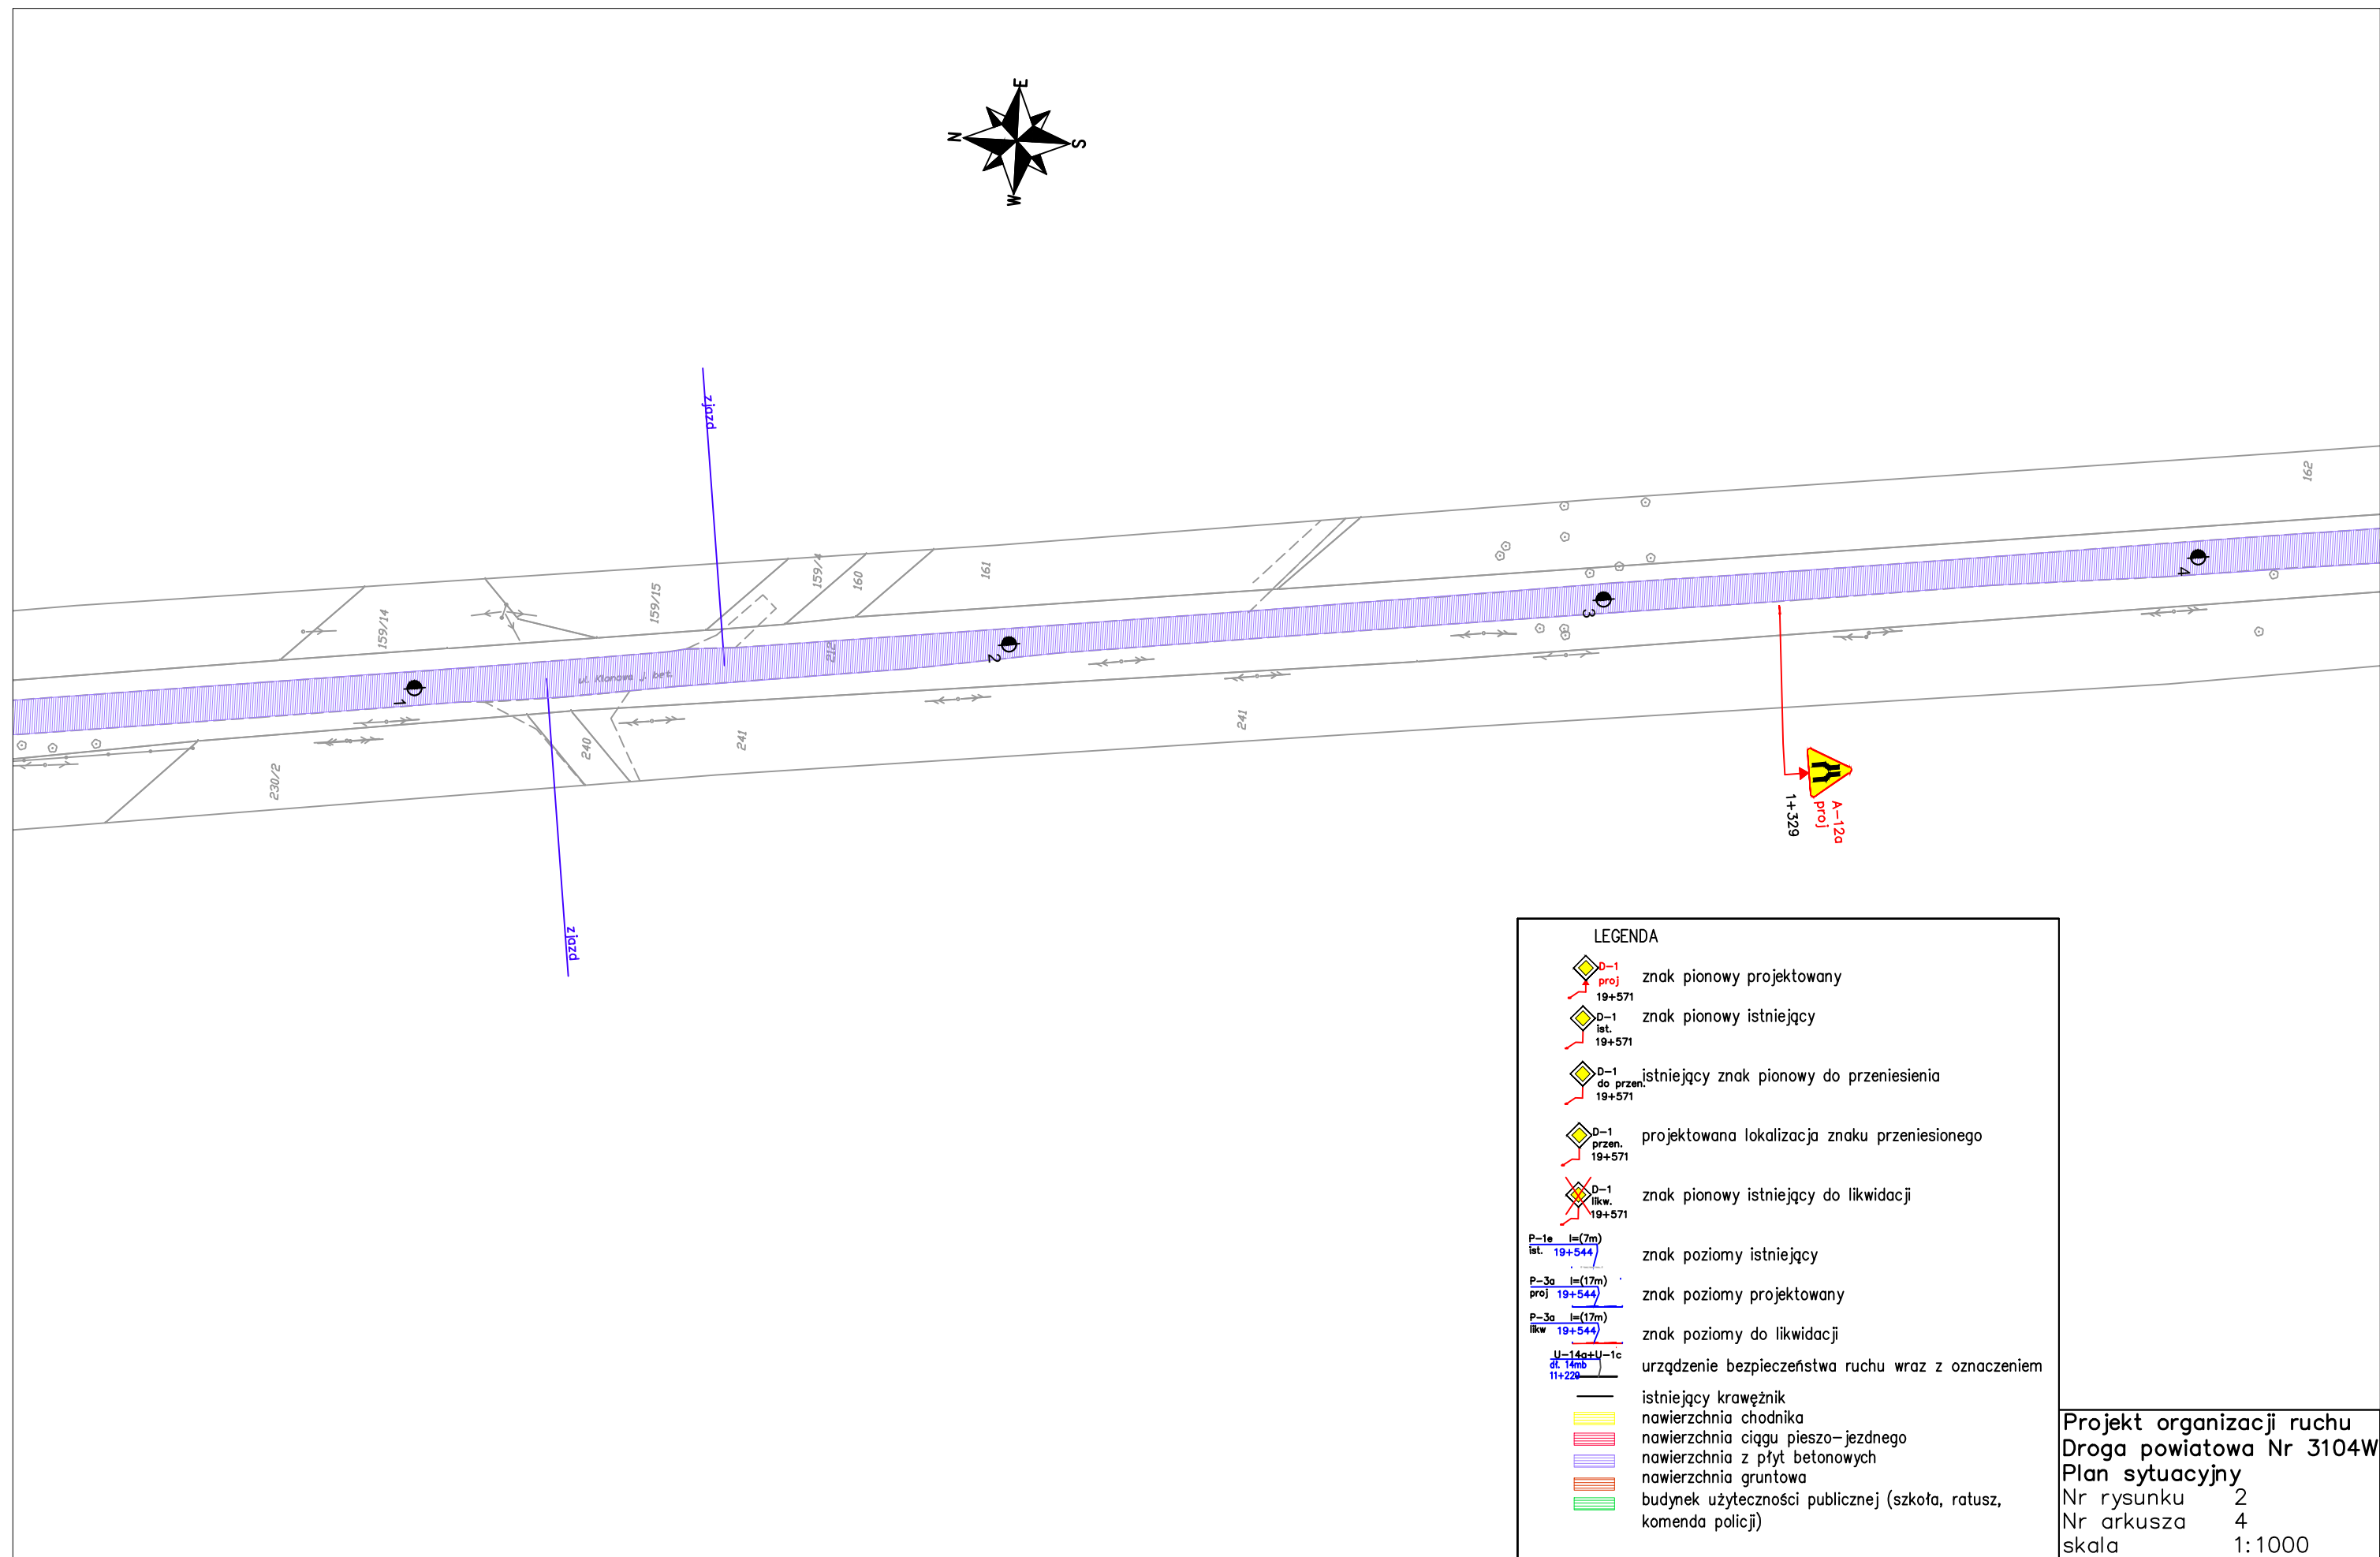 E
N
S
W
zjazd
162
159/14
159/15
159/4
160
161
212
ul. Klonowa j. bet.
1
2
3
4
230/2
240
241
241
zjazd
A-12a
proj
1+329
LEGENDA
D-1
proj
19+571
znak pionowy projektowany
D-1
ist.
19+571
znak pionowy istniejący
D-1
do przen.
19+571
istniejący znak pionowy do przeniesienia
D-1
przen.
19+571
projektowana lokalizacja znaku przeniesionego
D-1
likw.
19+571
znak pionowy istniejący do likwidacji
P-1e l=(7m)
ist. 19+544
znak poziomy istniejący
P-3a l=(17m)
proj 19+544
znak poziomy projektowany
P-3a l=(17m)
likw 19+544
znak poziomy do likwidacji
U-14a+U-1c
dł. 14mb
11+229
urządzenie bezpieczeństwa ruchu wraz z oznaczeniem
istniejący krawężnik
nawierzchnia chodnika
nawierzchnia ciągu pieszo-jezdnego
nawierzchnia z płyt betonowych
nawierzchnia gruntowa
budynek użyteczności publicznej (szkoła, ratusz,
komenda policji)
Projekt organizacji ruchu
Droga powiatowa Nr 3104W
Plan sytuacyjny
Nr rysunku 2
Nr arkusza 4
skala 1:1000